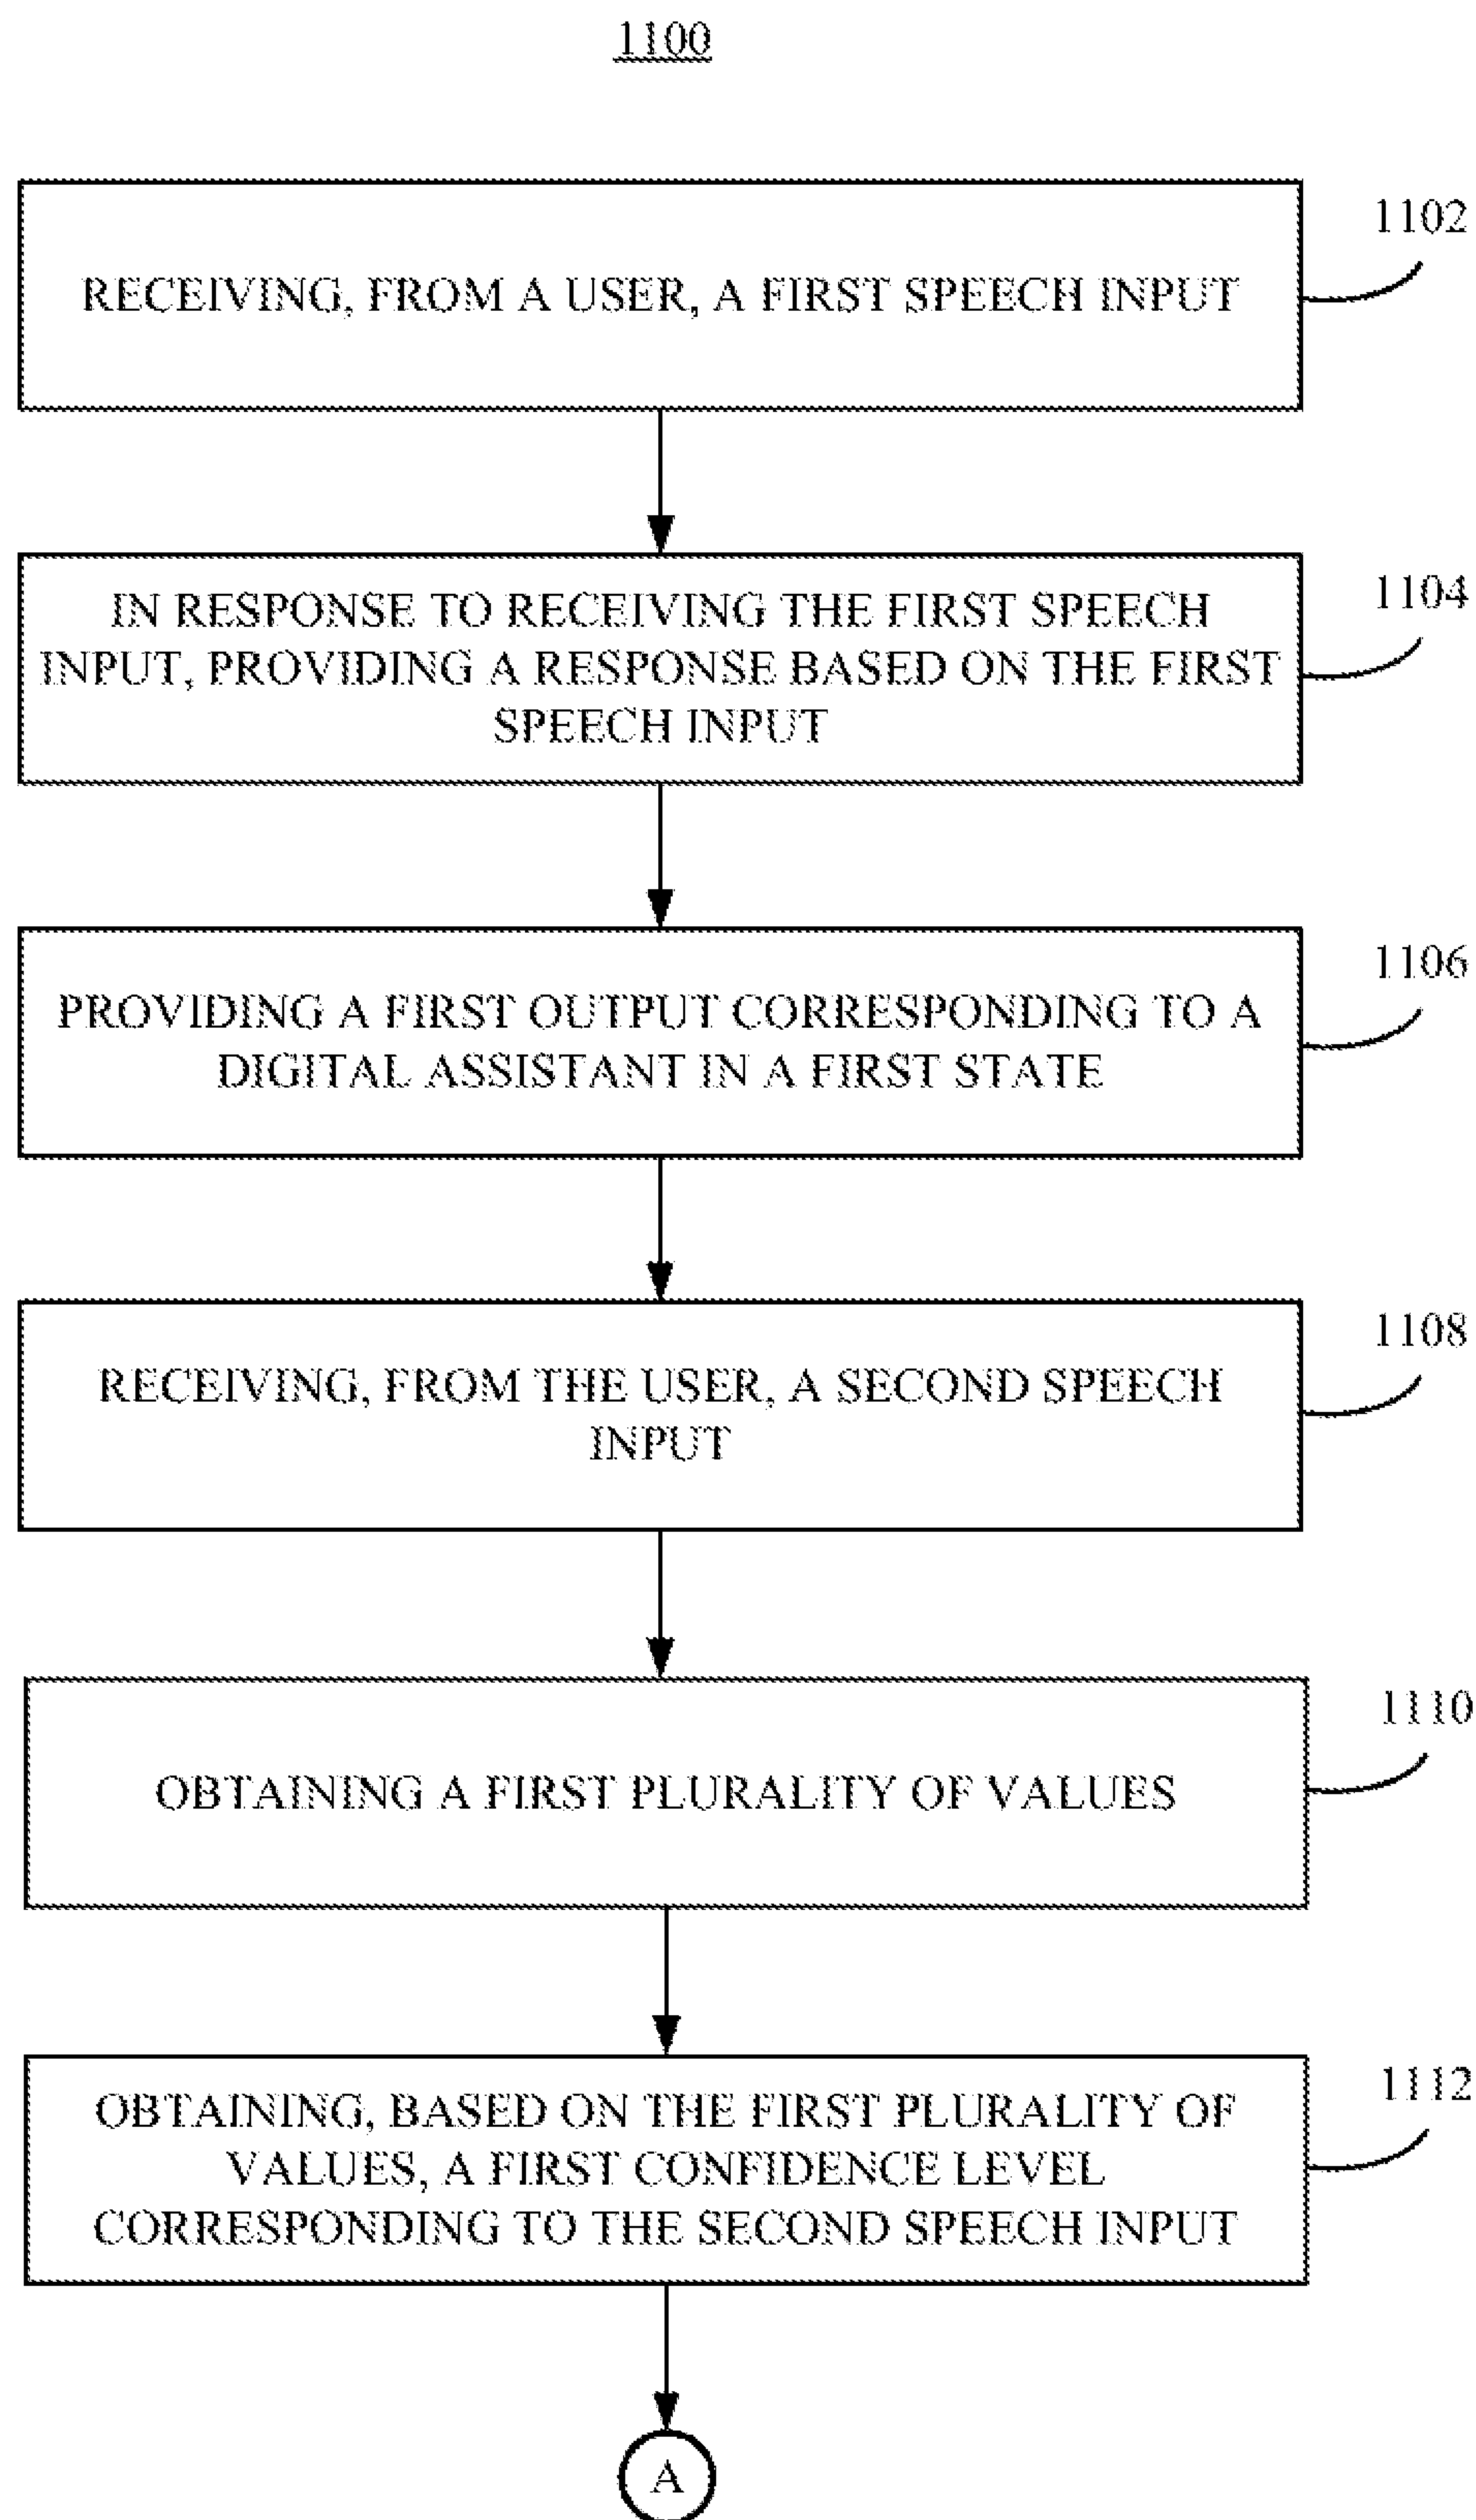 1100
1102
RECEIVING, FROM A USER, A FIRST SPEECH INPUT
1104
IN RESPONSE TO RECEIVING THE FIRST SPEECH
INPUT, PROVIDING A RESPONSE BASED ON THE FIRST
SPEECH INPUT
1106
PROVIDING A FIRST OUTPUT CORRESPONDING TO A
DIGITAL ASSISTANT IN A FIRST STATE
1108
RECEIVING, FROM THE USER, A SECOND SPEECH
INPUT
1110
OBTAINING A FIRST PLURALITY OF VALUES
1112
OBTAINING, BASED ON THE FIRST PLURALITY OF
VALUES, A FIRST CONFIDENCE LEVEL
CORRESPONDING TO THE SECOND SPEECH INPUT
A